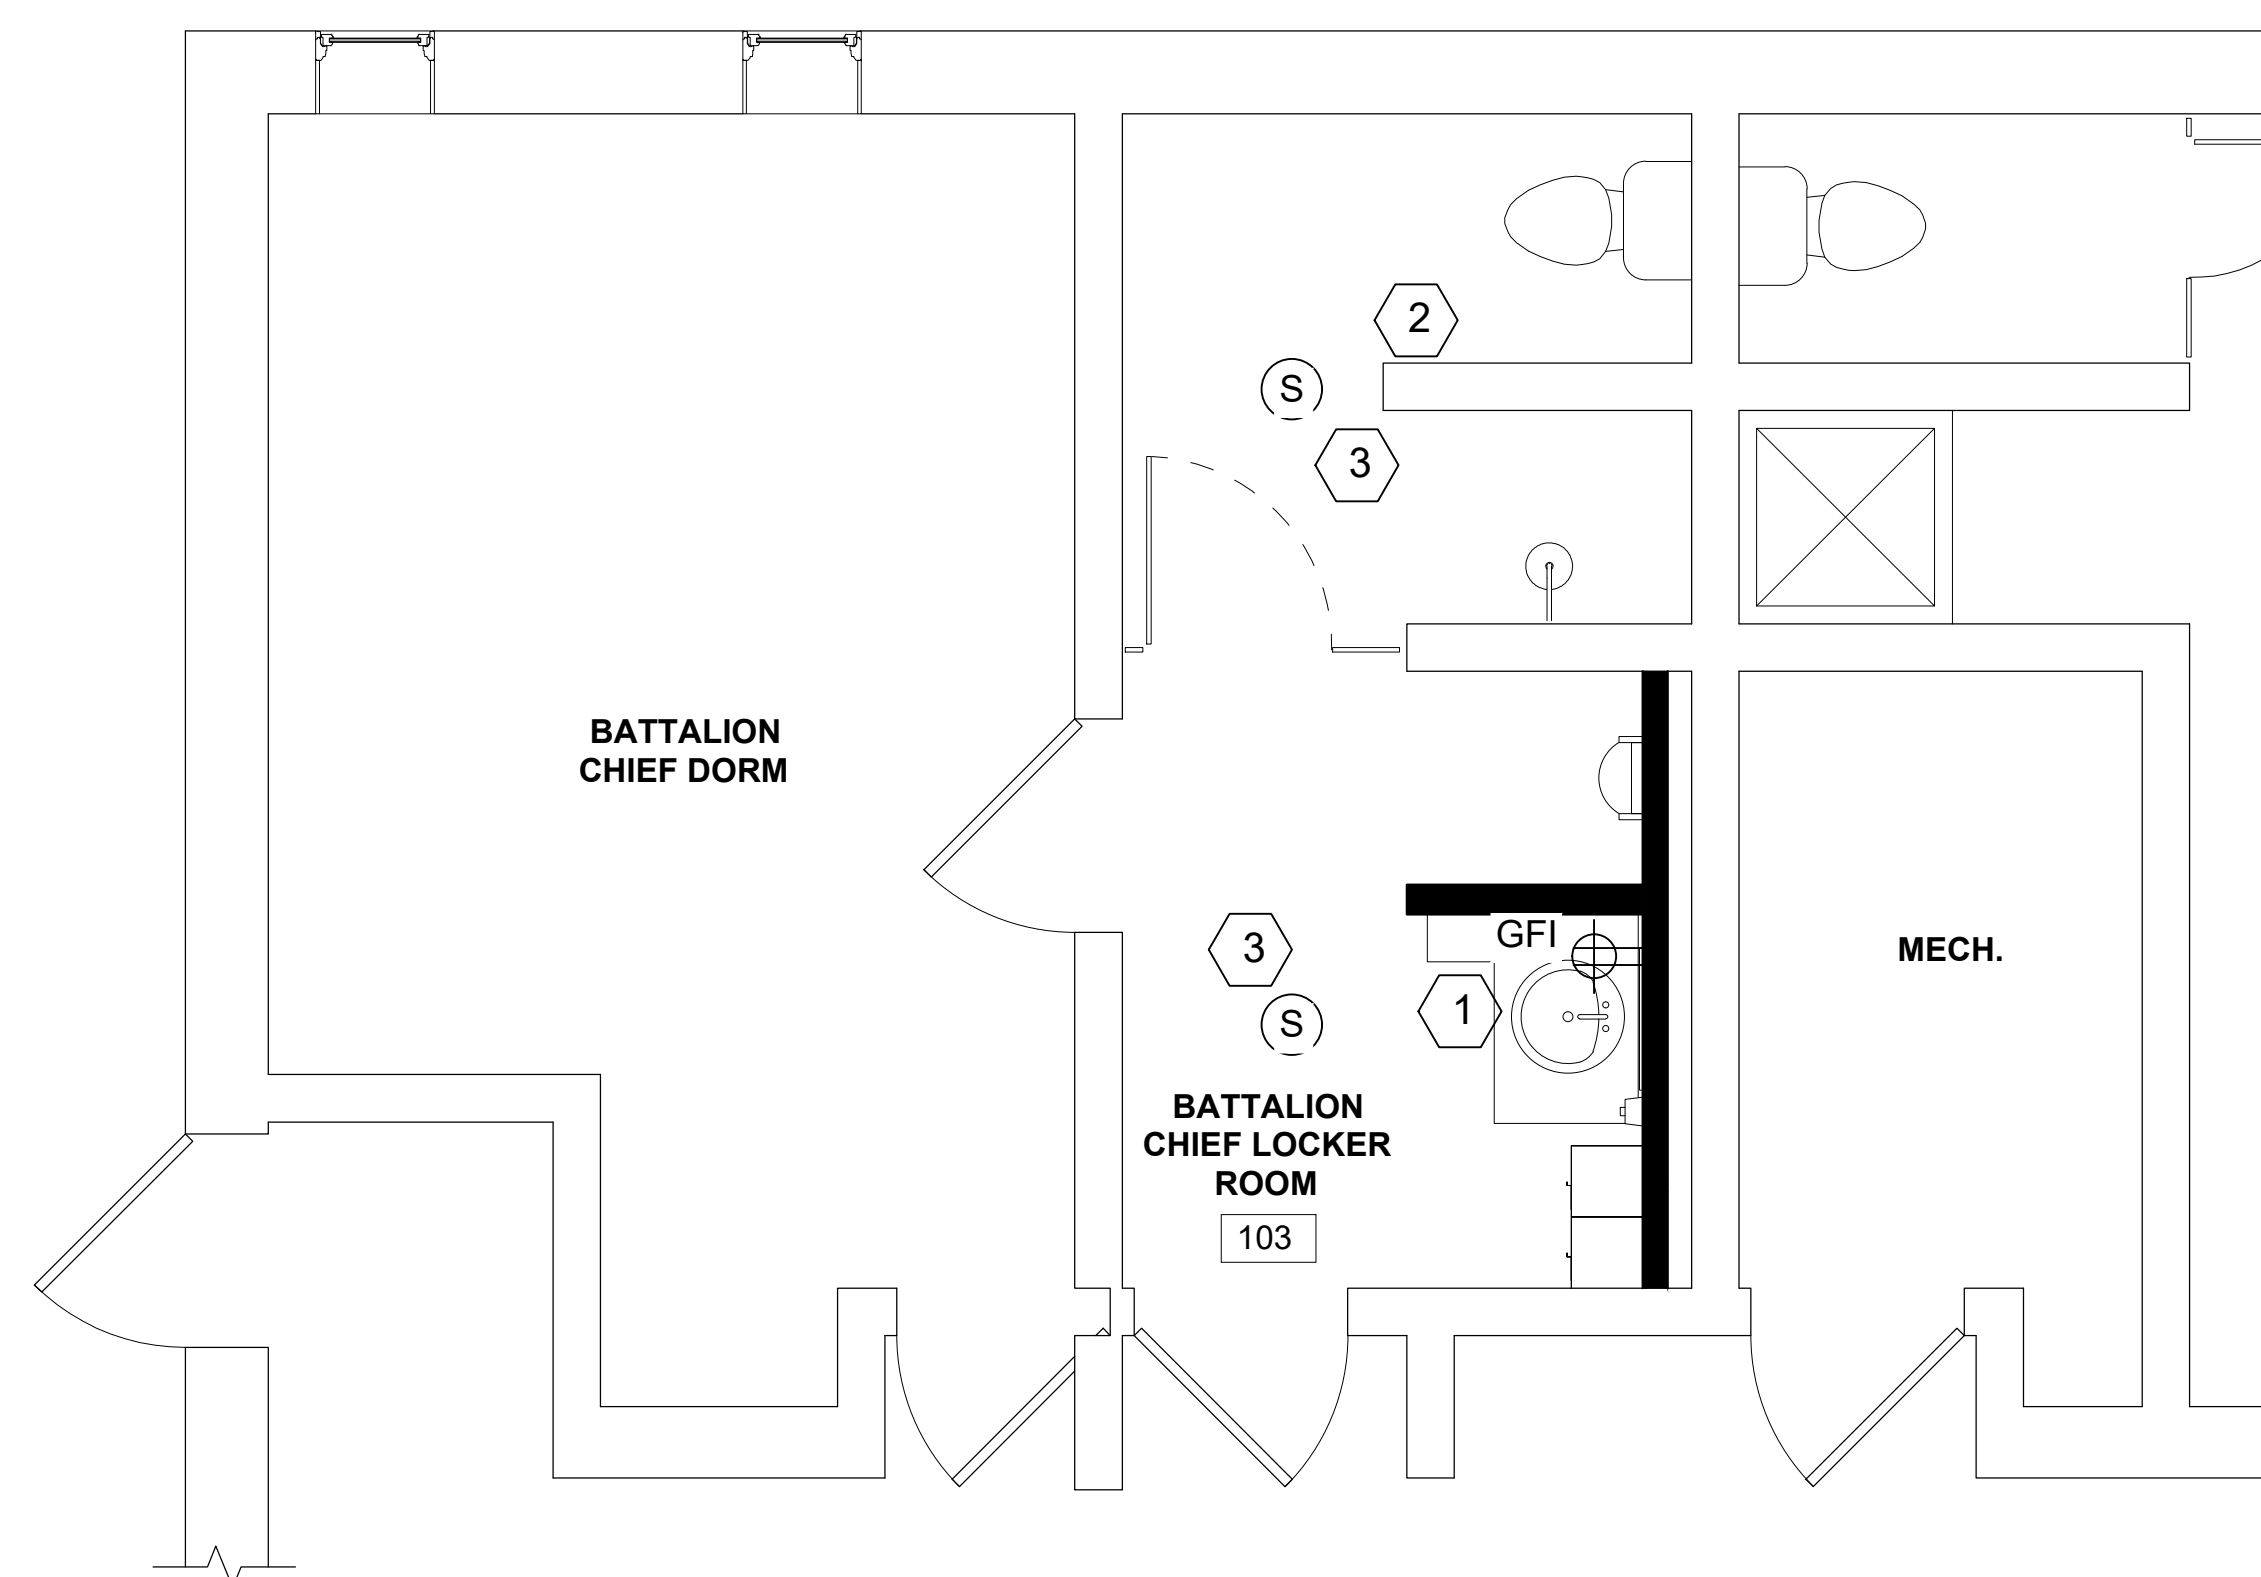 2
S
3
BATTALION
CHIEF DORM
3
GFI
MECH.
1
S
BATTALION
CHIEF LOCKER
ROOM
103